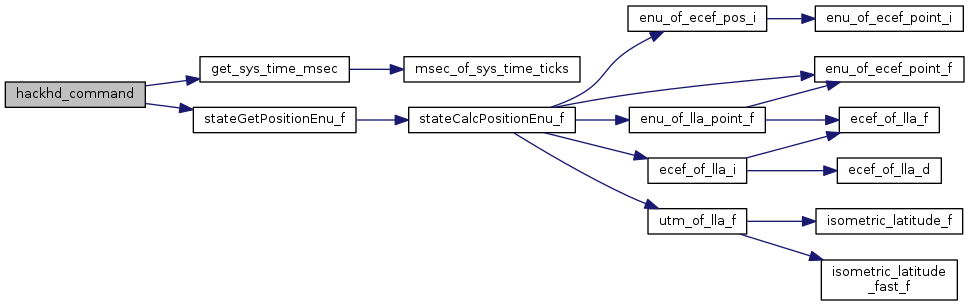 hackhd_command
get_sys_time_msec
msec_of_sys_time_ticks
stateGetPositionEnu_f
stateCalcPositionEnu_f
enu_of_ecef_pos_i
enu_of_ecef_point_i
enu_of_ecef_point_f
enu_of_lla_point_f
ecef_of_lla_f
ecef_of_lla_i
ecef_of_lla_d
utm_of_lla_f
isometric_latitude_f
isometric_latitude
_fast_f